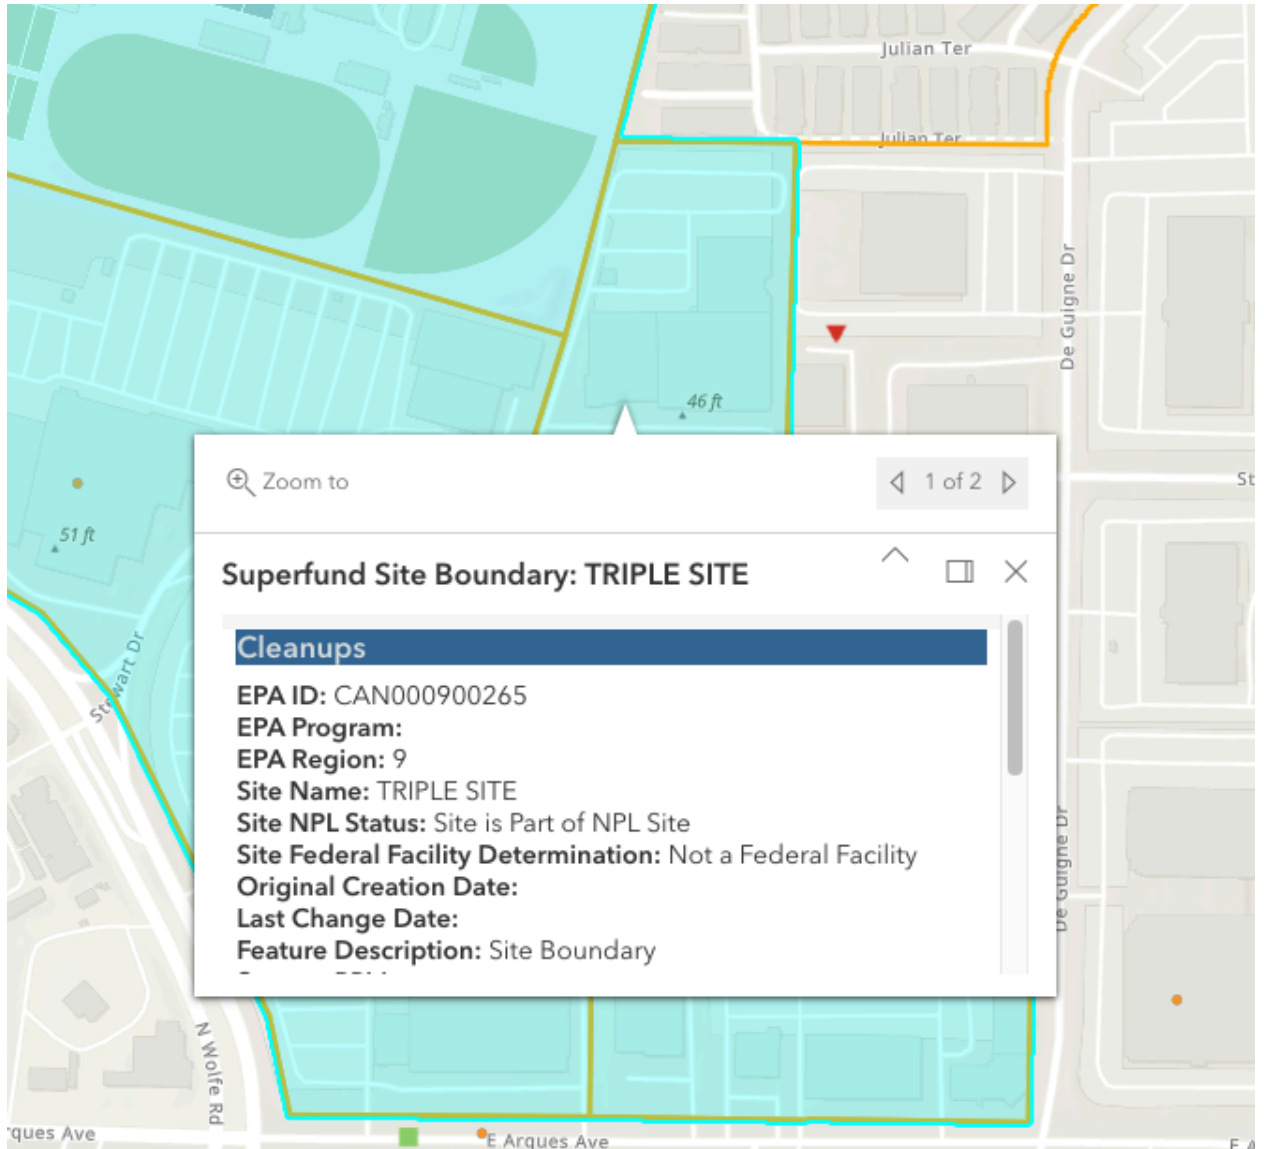 Julian Ter
Julian Ter
De Guigne Dr
46 ft
Zoom to
1 of 2
St
51 ft
Superfund Site Boundary: TRIPLE SITE
Cleanups
EPA ID: CAN000900265
EPA Program:
EPA Region: 9
Site Name: TRIPLE SITE
Site NPL Status: Site is Part of NPL Site
Site Federal Facility Determination: Not a Federal Facility
Original Creation Date:
Last Change Date:
Feature Description: Site Boundary
Stewart Dr
De Guigne Dr
N Wolfe Rd
rques Ave
E Arques Ave
E A